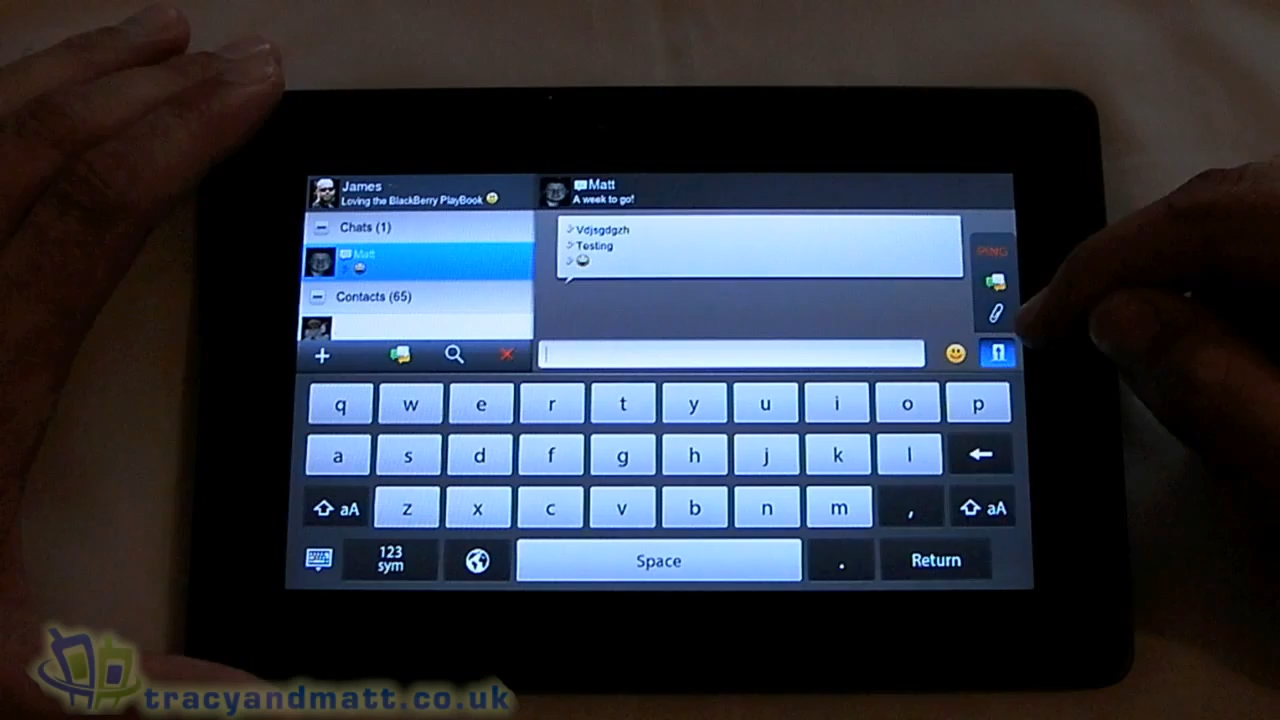 James
Loving the BlackBerry PlayBook
Matt
A week to go!
Chats (1)
Matt
Contacts (65)
Vdjsgdgzh
Testing
PING
q w e r t y u i o p
a s d f g h j k l
aA z x c v b n m , aA
123
sym
Space
.
Return
tracyandmatt.co.uk